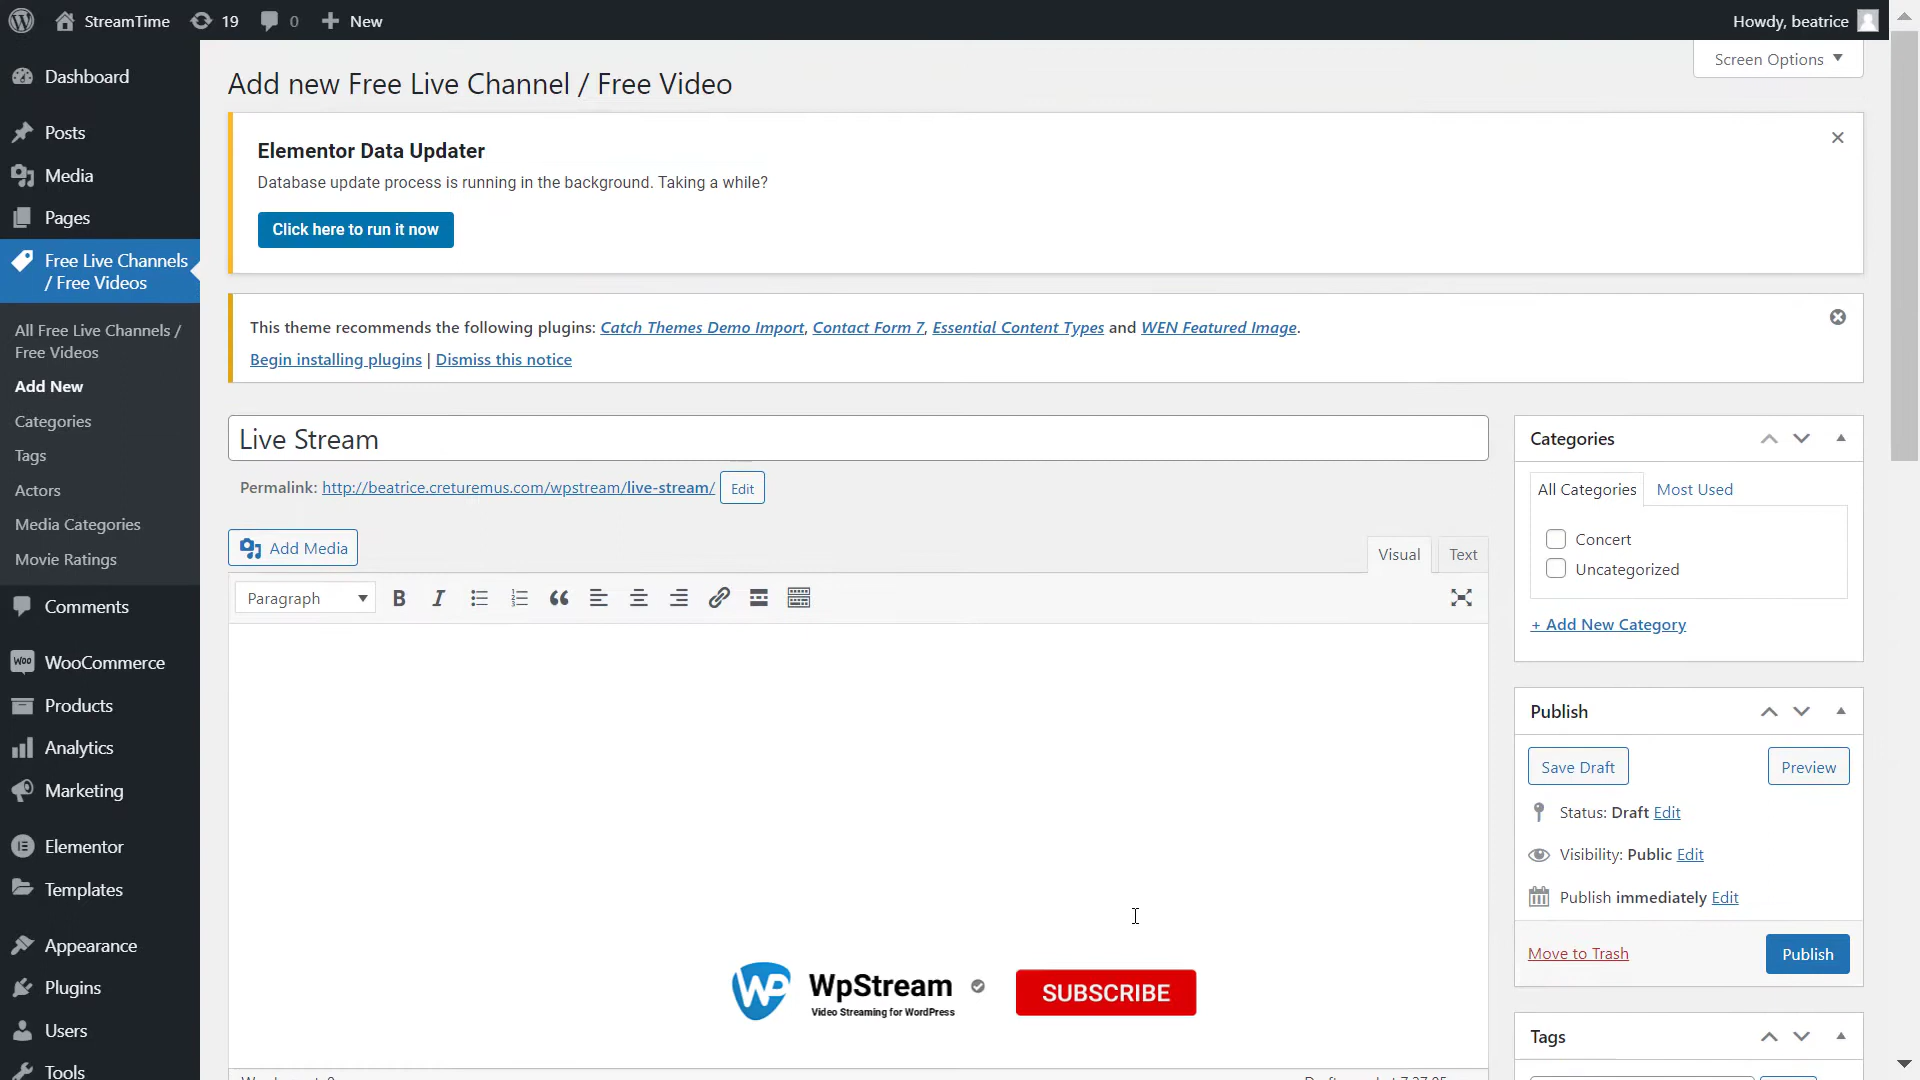 StreamTime 19 0 New Howdy, beatrice
Screen Options
Dashboard
Posts
Media
Pages
Free Live Channels
/ Free Videos
All Free Live Channels /
Free Videos
Add New
Categories
Tags
Actors
Media Categories
Movie Ratings
Comments
WooCommerce
Products
Analytics
Marketing
Elementor
Templates
Appearance
Plugins
Users
Tools
Add new Free Live Channel / Free Video
Elementor Data Updater
Database update process is running in the background. Taking a while?
Click here to run it now
This theme recommends the following plugins: Catch Themes Demo Import, Contact Form 7, Essential Content Types and WEN Featured Image.
Begin installing plugins | Dismiss this notice
Live Stream
Permalink: http://beatrice.creturemus.com/wpstream/live-stream/ Edit
Add Media
Visual Text
Paragraph
WpStream
Video Streaming for WordPress
SUBSCRIBE
Categories
All Categories Most Used
Concert
Uncategorized
+ Add New Category
Publish
Save Draft Preview
Status: Draft Edit
Visibility: Public Edit
Publish immediately Edit
Move to Trash Publish
Tags